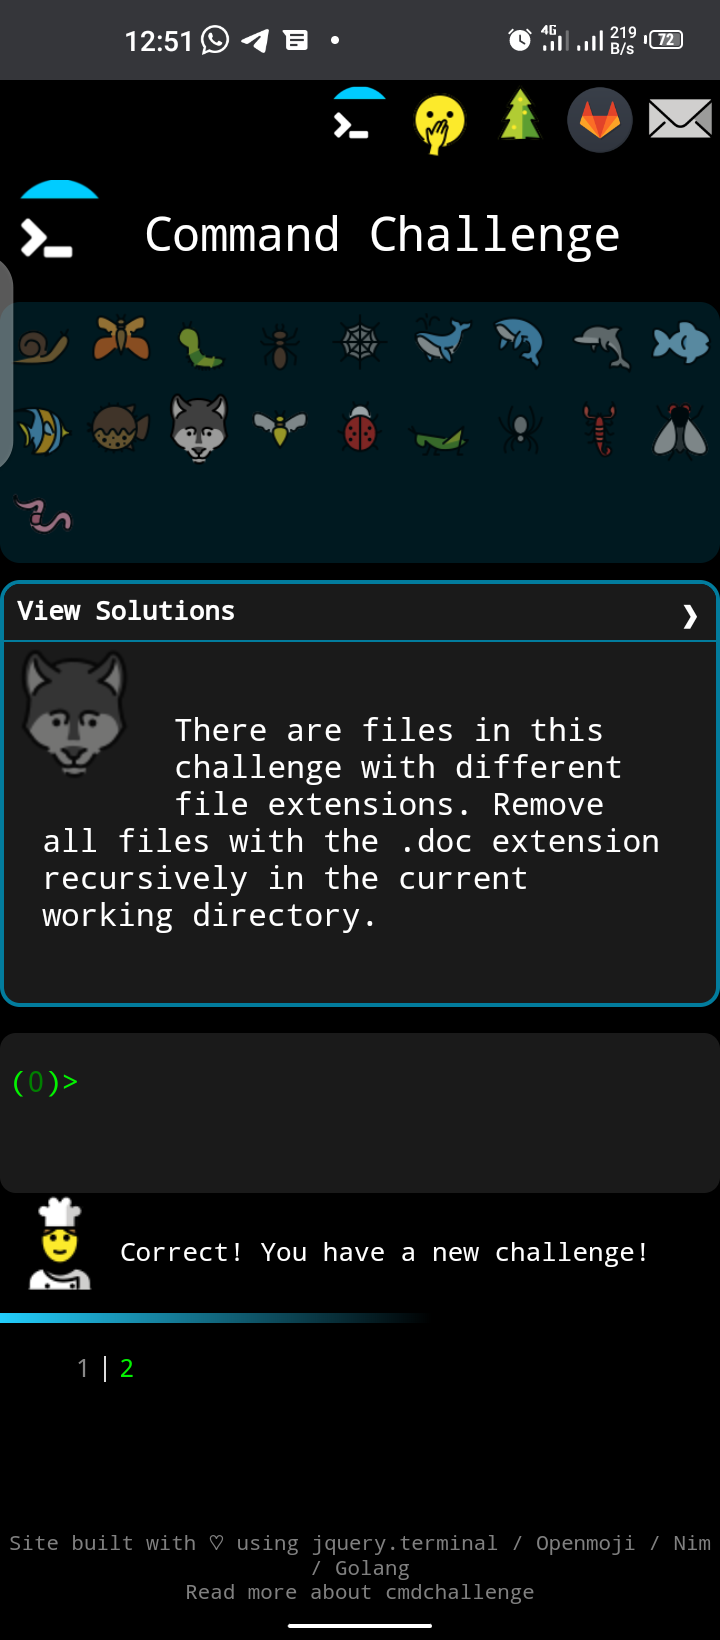 12:51
4G
219
B/s
72
Command Challenge
View Solutions ❯
There are files in this
challenge with different
file extensions. Remove
all files with the .doc extension
recursively in the current
working directory.
(0)>
Correct! You have a new challenge!
1 | 2
Site built with ♡ using jquery.terminal / Openmoji / Nim
/ Golang
Read more about cmdchallenge